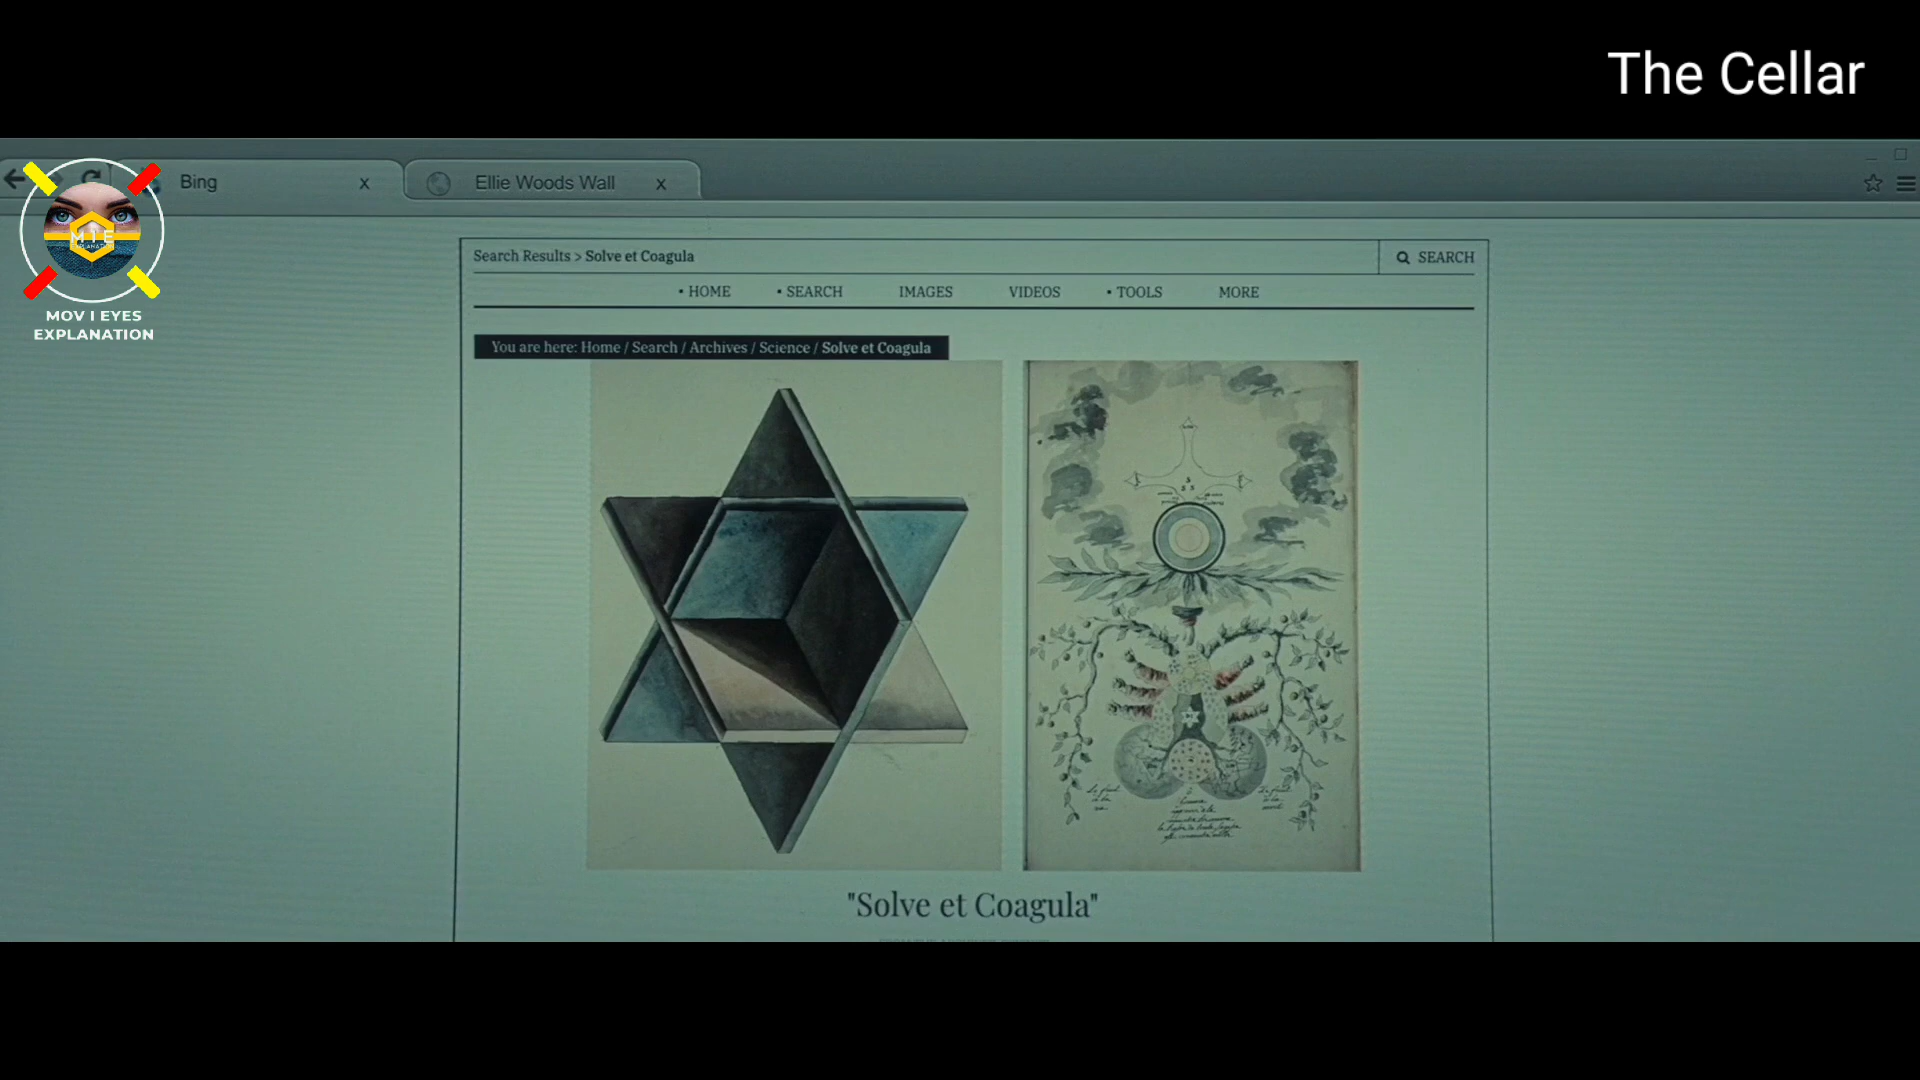 The Cellar
Bing x
Ellie Woods Wall x
Search Results > Solve et Coagula
SEARCH
• HOME • SEARCH IMAGES VIDEOS • TOOLS MORE
You are here: Home / Search / Archives / Science / Solve et Coagula
MIE
MOV I EYES
EXPLANATION
"Solve et Coagula"